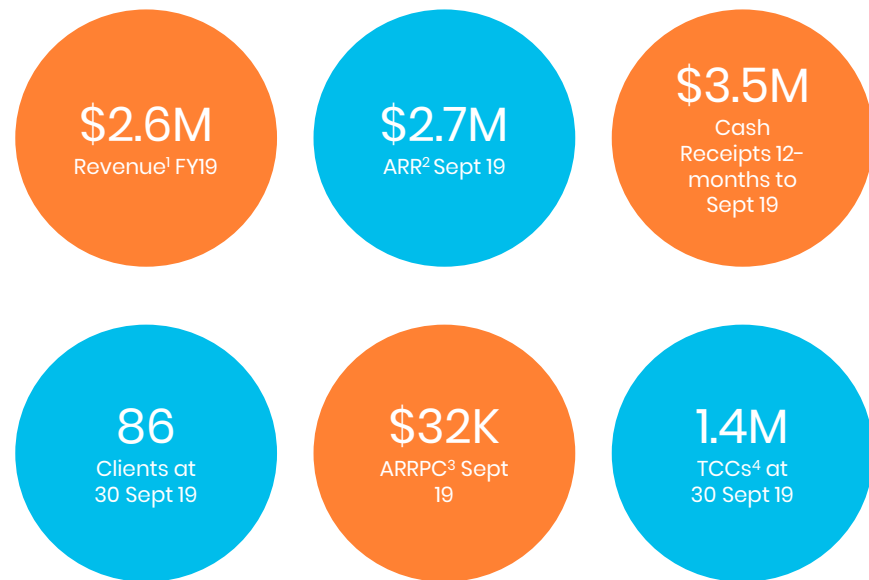 $2.6M
Revenue¹ FY19
$2.7M
ARR² Sept 19
$3.5M
Cash
Receipts 12-
months to
Sept 19
86
Clients at
30 Sept 19
$32K
ARRPC³ Sept
19
1.4M
TCCs⁴ at
30 Sept 19